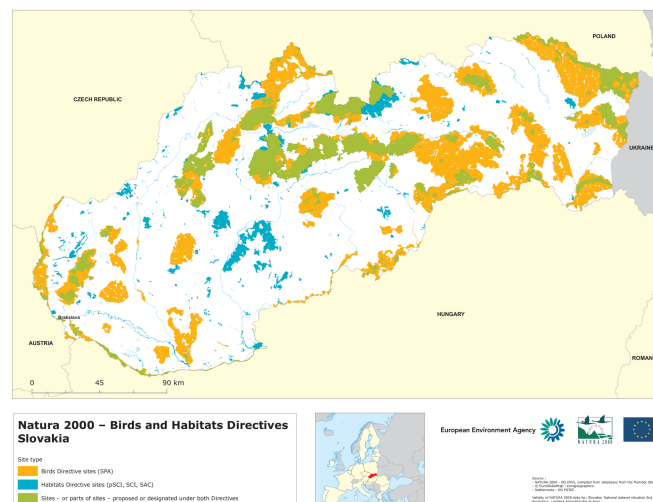 POLAND
CZECH REPUBLIC
UKRAINE
Bratislava
HUNGARY
AUSTRIA
ROMAN
0 45 90 km
Natura 2000 – Birds and Habitats Directives
Slovakia
European Environment Agency
NATURA 2000
Site type
Birds Directive sites (SPA)
Habitats Directive sites (pSCI, SCI, SAC)
Sites – or parts of sites – proposed or designated under both Directives